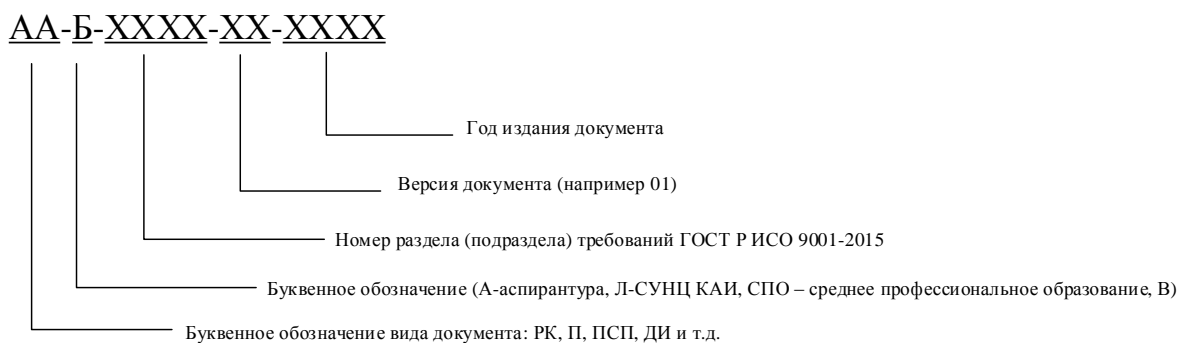 АА-Б-ХХХХ-ХХ-ХХХХ
Год издания документа
Версия документа (например 01)
Номер раздела (подраздела) требований ГОСТ Р ИСО 9001-2015
Буквенное обозначение (А-аспирантура, Л-СУНЦ КАИ, СПО – среднее профессиональное образование, В)
Буквенное обозначение вида документа: РК, П, ПСП, ДИ и т.д.